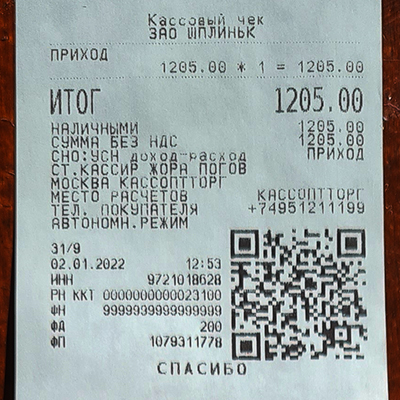 Кассовый чек
ЗАО ШПЛИНЬК
ПРИХОД
1205.00 * 1 = 1205.00
ИТОГ 1205.00
НАЛИЧНЫМИ 1205.00
СУММА БЕЗ НДС 1205.00
СНО:УСН доход-расход ПРИХОД
СТ.КАССИР ЖОРА ПОГОВ
МОСКВА КАССОПТТОРГ
МЕСТО РАСЧЕТОВ КАССОПТТОРГ
ТЕЛ. ПОКУПАТЕЛЯ +74951211199
АВТОНОМН.РЕЖИМ
31/9
02.01.2022 12:53
ИНН 9721018628
РН ККТ 0000000000023100
ФН 9999939999999999
ФД 200
ФП 1079311778
СПАСИБО